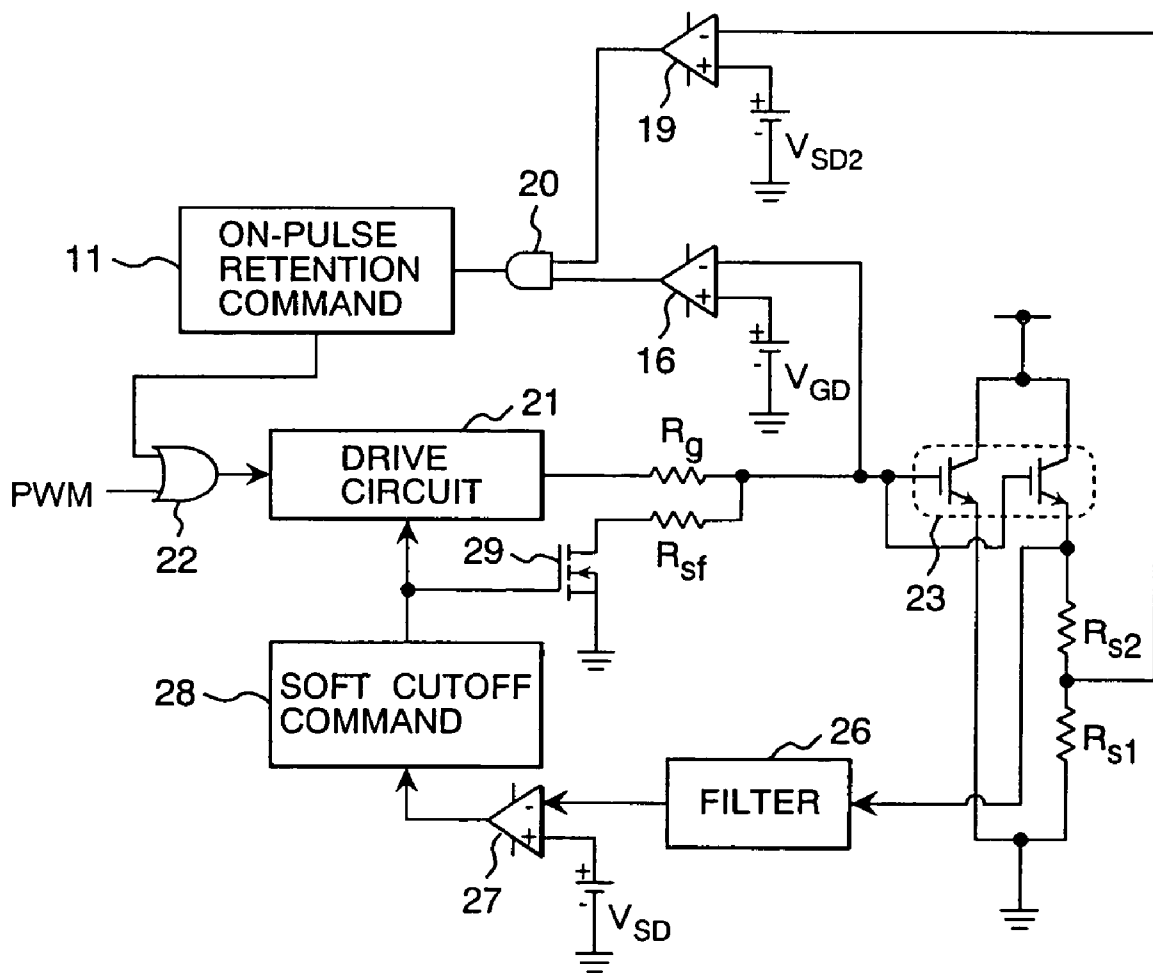 -
+
19
+
-
V_SD2
20
11
ON-PULSE
RETENTION
COMMAND
-
+
16
+
-
V_GD
21
DRIVE
CIRCUIT
R_g
PWM
22
29
R_sf
23
R_s2
28
SOFT CUTOFF
COMMAND
26
FILTER
R_s1
-
+
27
+
-
V_SD